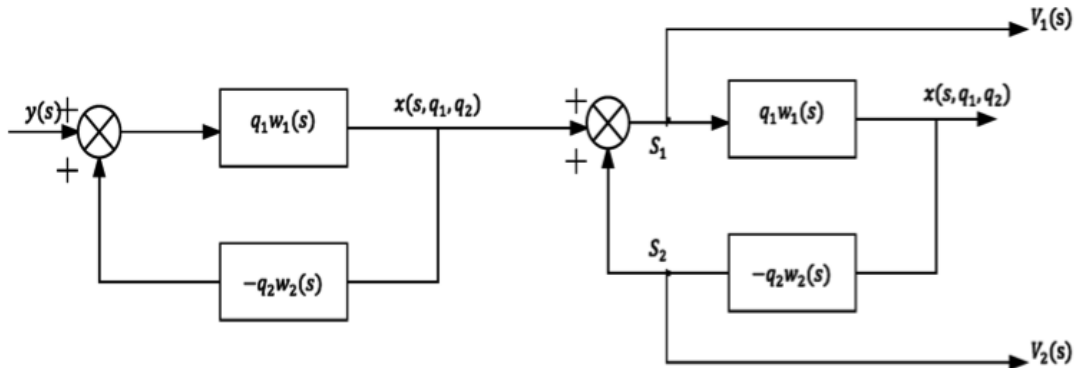 V₁(s)
y(s) +
+
q₁w₁(s)
x(s,q₁,q₂)
+
+
S₁
q₁w₁(s)
x(s,q₁,q₂)
-q₂w₂(s)
S₂
-q₂w₂(s)
V₂(s)